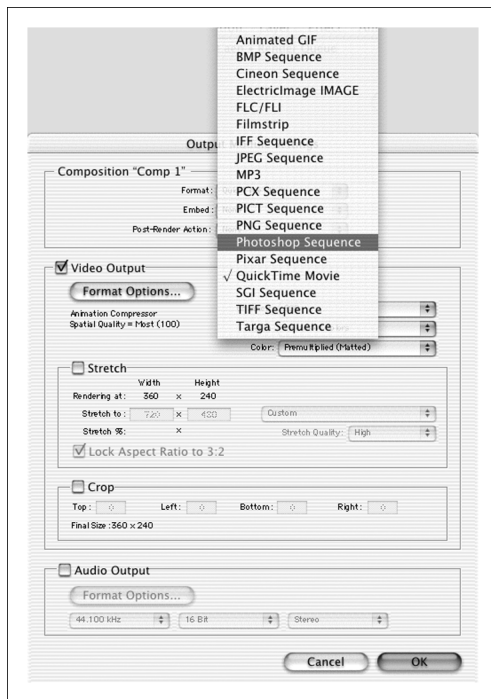 Animated GIF
BMP Sequence
Cineon Sequence
ElectricImage IMAGE
FLC/FLI
Filmstrip
IFF Sequence
JPEG Sequence
MP3
PCX Sequence
PICT Sequence
PNG Sequence
Photoshop Sequence
Pixar Sequence
✓ QuickTime Movie
SGI Sequence
TIFF Sequence
Targa Sequence
Outpu
Composition “Comp 1”
Format:
Embed:
Post-Render Action:
Video Output
Format Options...
Animation Compressor
Spatial Quality = Most (100)
Color: Premultiplied (Matted)
Stretch
Width Height
Rendering at: 360 × 240
Stretch to: 720 × 480 Custom
Stretch %: × Stretch Quality: High
Lock Aspect Ratio to 3:2
Crop
Top: 0 Left: 0 Bottom: 0 Right: 0
Final Size :360 x 240
Audio Output
Format Options...
44.100 kHz 16 Bit Stereo
Cancel OK